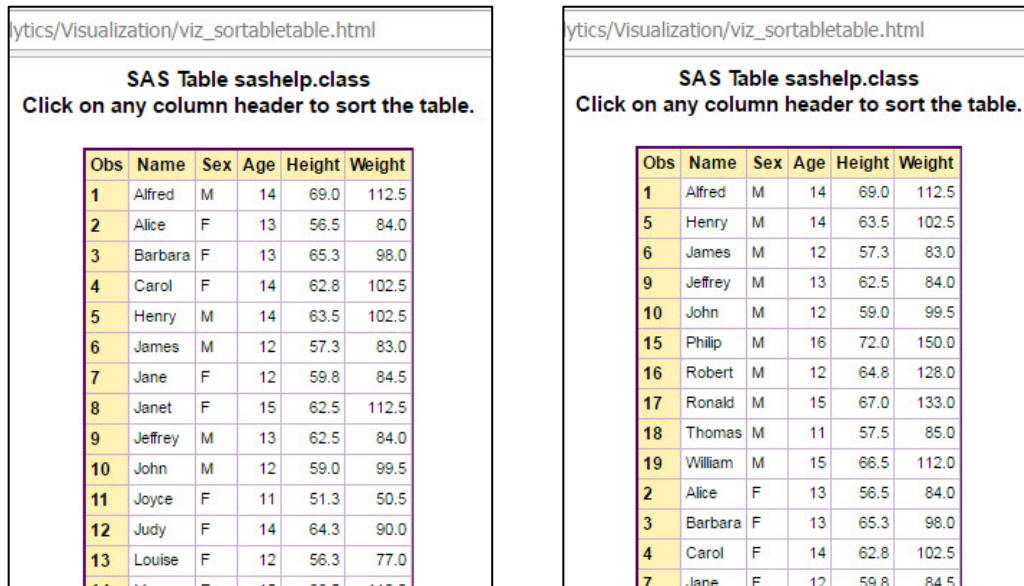 lytics/Visualization/viz_sortabletable.html
SAS Table sashelp.class
Click on any column header to sort the table.
Obs Name Sex Age Height Weight
1 Alfred M 14 69.0 112.5
2 Alice F 13 56.5 84.0
3 Barbara F 13 65.3 98.0
4 Carol F 14 62.8 102.5
5 Henry M 14 63.5 102.5
6 James M 12 57.3 83.0
7 Jane F 12 59.8 84.5
8 Janet F 15 62.5 112.5
9 Jeffrey M 13 62.5 84.0
10 John M 12 59.0 99.5
11 Joyce F 11 51.3 50.5
12 Judy F 14 64.3 90.0
13 Louise F 12 56.3 77.0
lytics/Visualization/viz_sortabletable.html
SAS Table sashelp.class
Click on any column header to sort the table.
Obs Name Sex Age Height Weight
1 Alfred M 14 69.0 112.5
5 Henry M 14 63.5 102.5
6 James M 12 57.3 83.0
9 Jeffrey M 13 62.5 84.0
10 John M 12 59.0 99.5
15 Philip M 16 72.0 150.0
16 Robert M 12 64.8 128.0
17 Ronald M 15 67.0 133.0
18 Thomas M 11 57.5 85.0
19 William M 15 66.5 112.0
2 Alice F 13 56.5 84.0
3 Barbara F 13 65.3 98.0
4 Carol F 14 62.8 102.5
7 Jane F 12 59.8 84.5